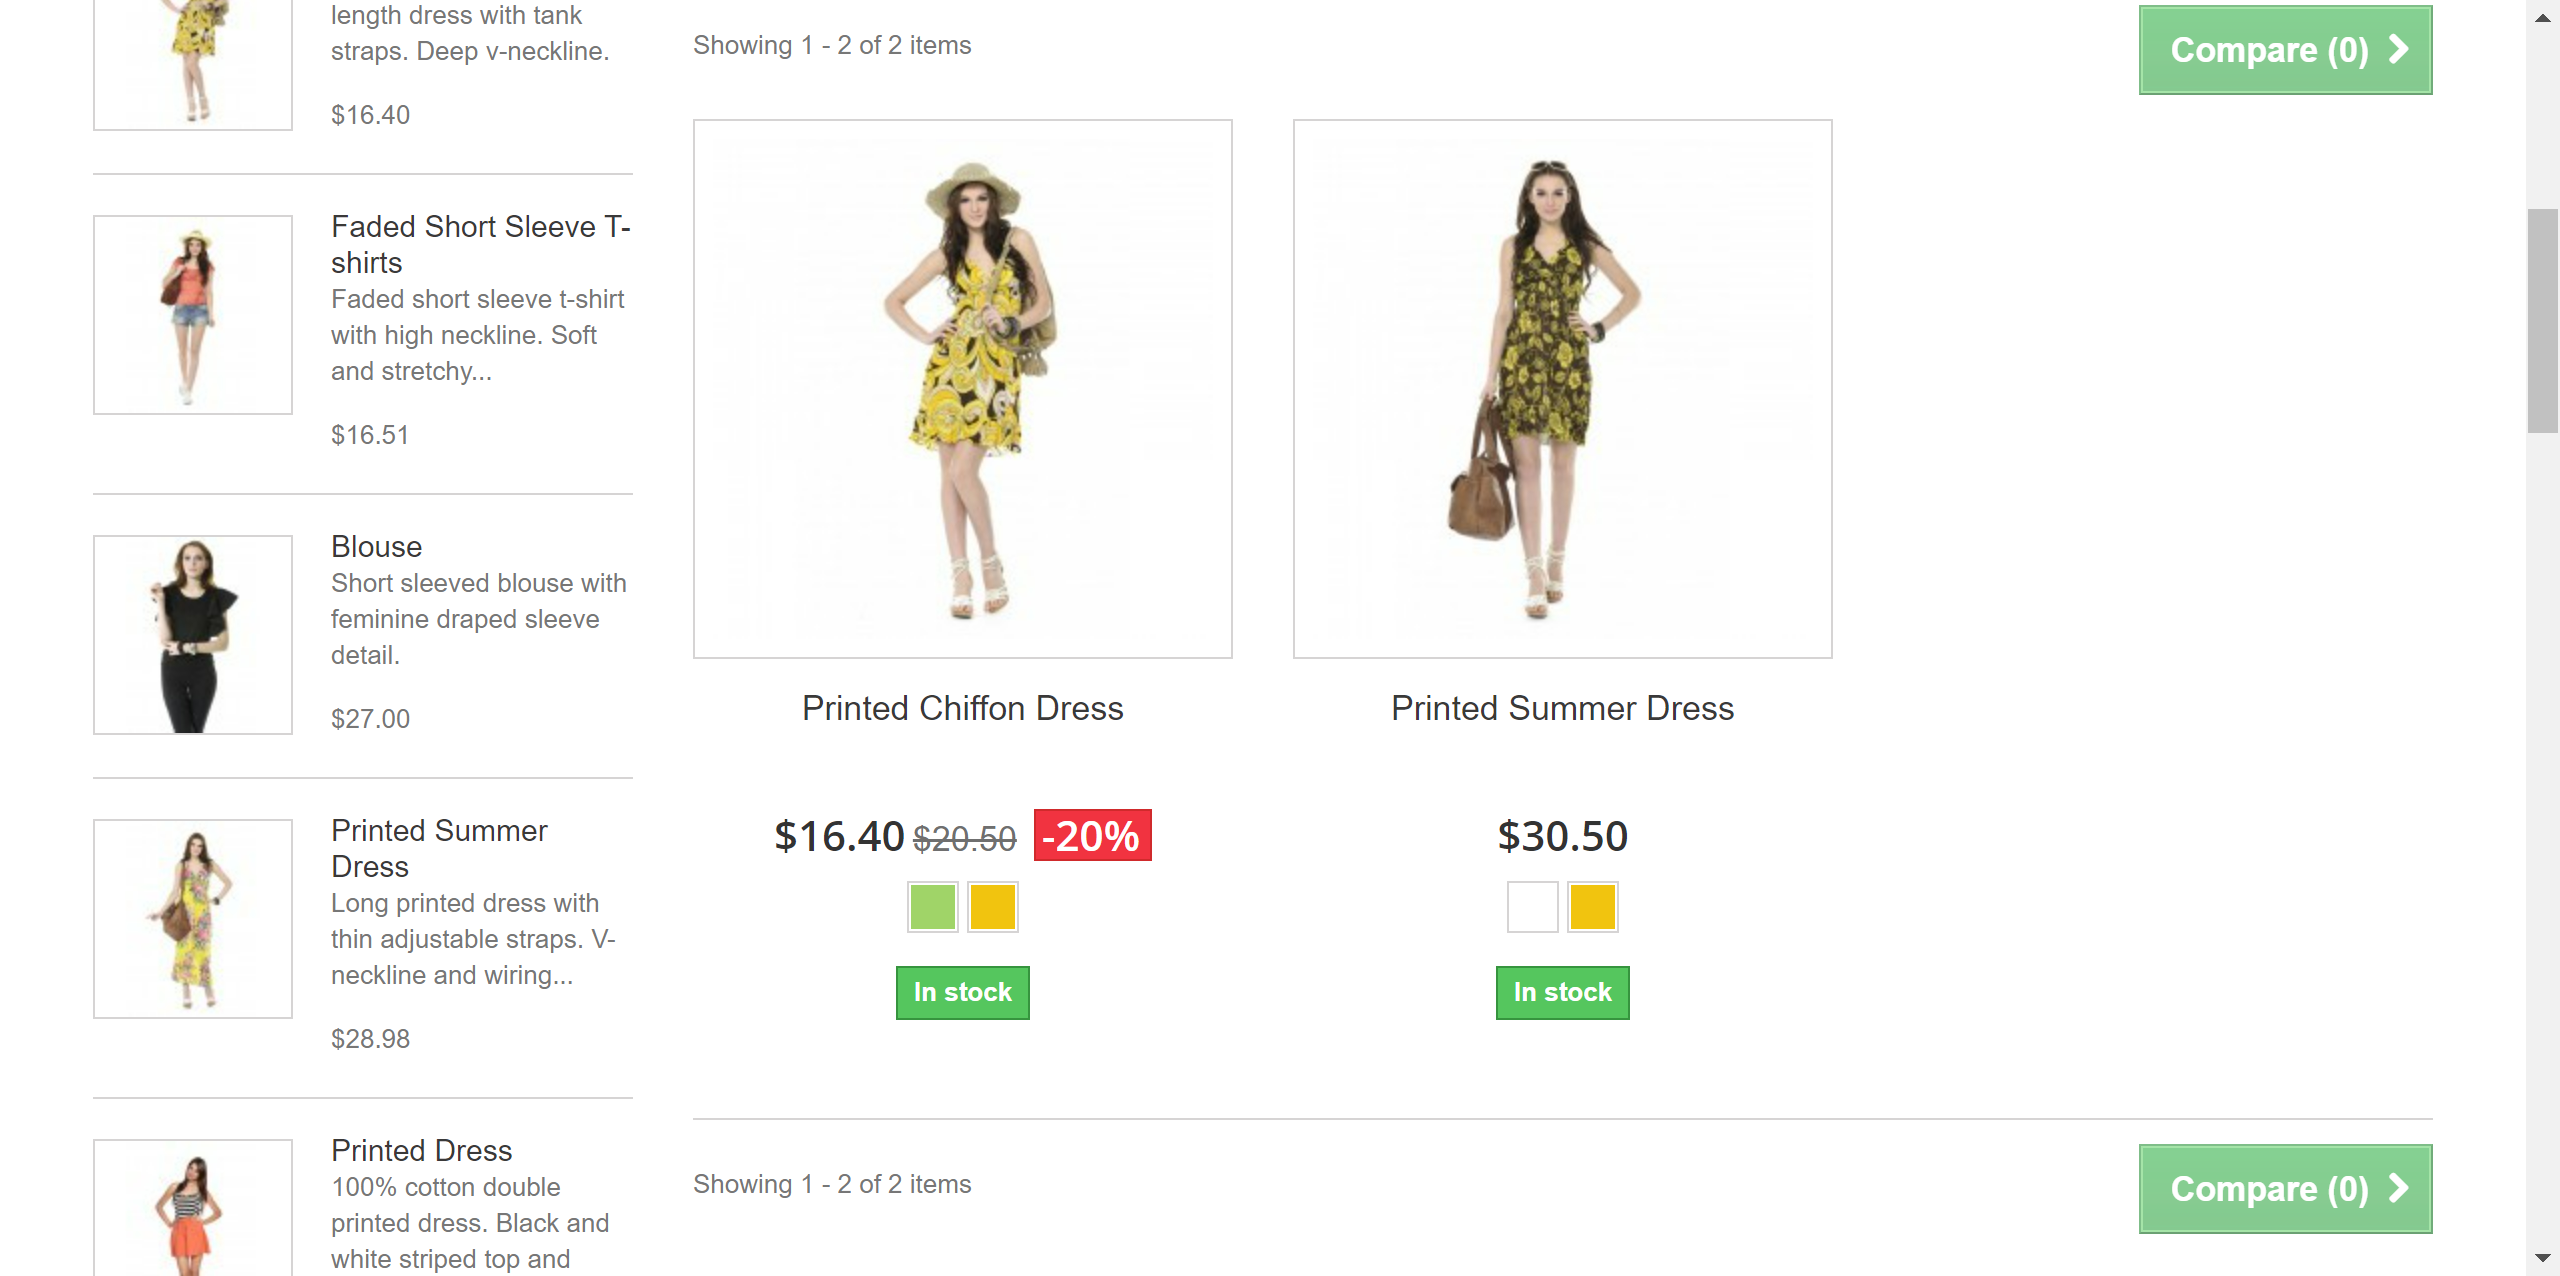 length dress with tank
straps. Deep v-neckline.
$16.40
Faded Short Sleeve T-
shirts
Faded short sleeve t-shirt
with high neckline. Soft
and stretchy...
$16.51
Blouse
Short sleeved blouse with
feminine draped sleeve
detail.
$27.00
Printed Summer
Dress
Long printed dress with
thin adjustable straps. V-
neckline and wiring...
$28.98
Printed Dress
100% cotton double
printed dress. Black and
white striped top and
Showing 1 - 2 of 2 items
Compare (0)
Printed Chiffon Dress
$16.40 $20.50 -20%
In stock
Printed Summer Dress
$30.50
In stock
Showing 1 - 2 of 2 items
Compare (0)